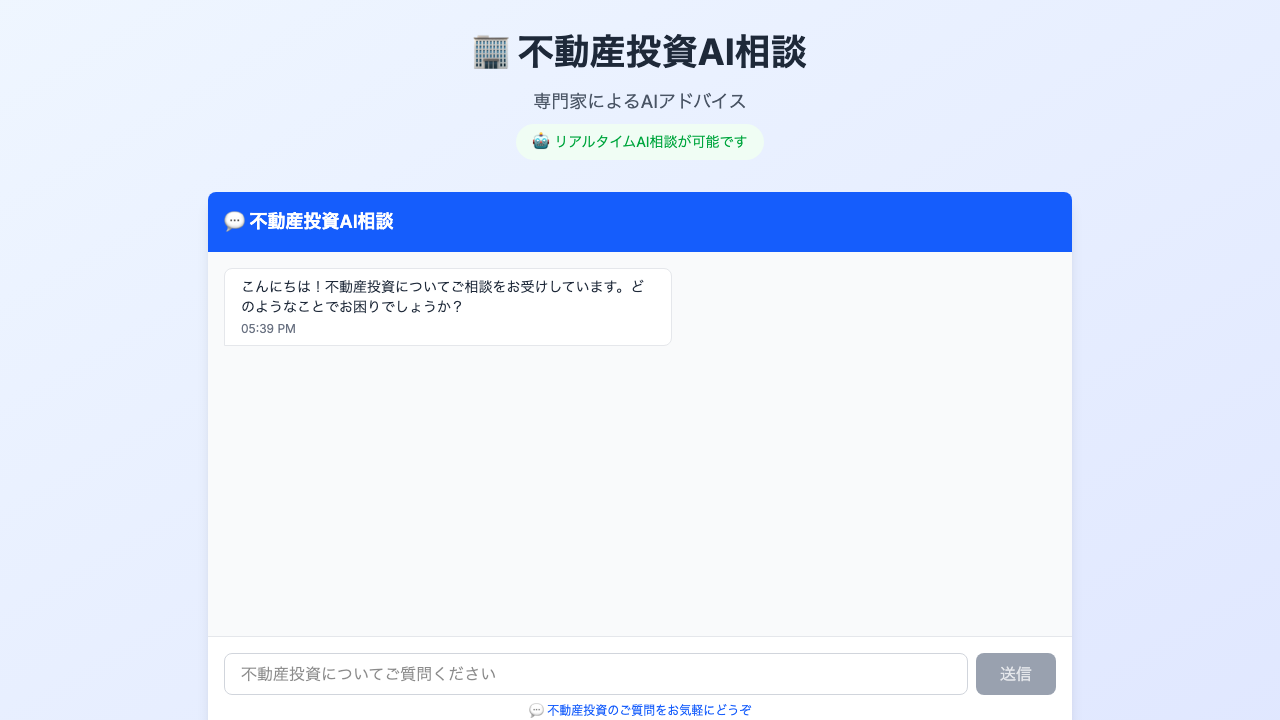 🏢 不動産投資AI相談
専門家によるAIアドバイス
🤖 リアルタイムAI相談が可能です
💬 不動産投資AI相談
こんにちは！不動産投資についてご相談をお受けしています。ど
のようなことでお困りでしょうか？
05:39 PM
不動産投資についてご質問ください
送信
💬 不動産投資のご質問をお気軽にどうぞ